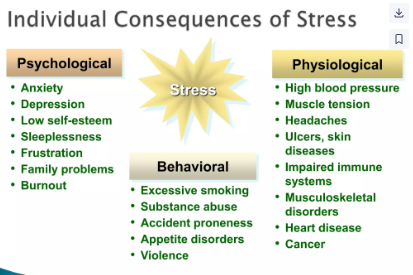 Individual Consequences of Stress
Psychological
• Anxiety
• Depression
• Low self-esteem
• Sleeplessness
• Frustration
• Family problems
• Burnout
Stress
Behavioral
• Excessive smoking
• Substance abuse
• Accident proneness
• Appetite disorders
• Violence
Physiological
• High blood pressure
• Muscle tension
• Headaches
• Ulcers, skin
diseases
• Impaired immune
systems
• Musculoskeletal
disorders
• Heart disease
• Cancer